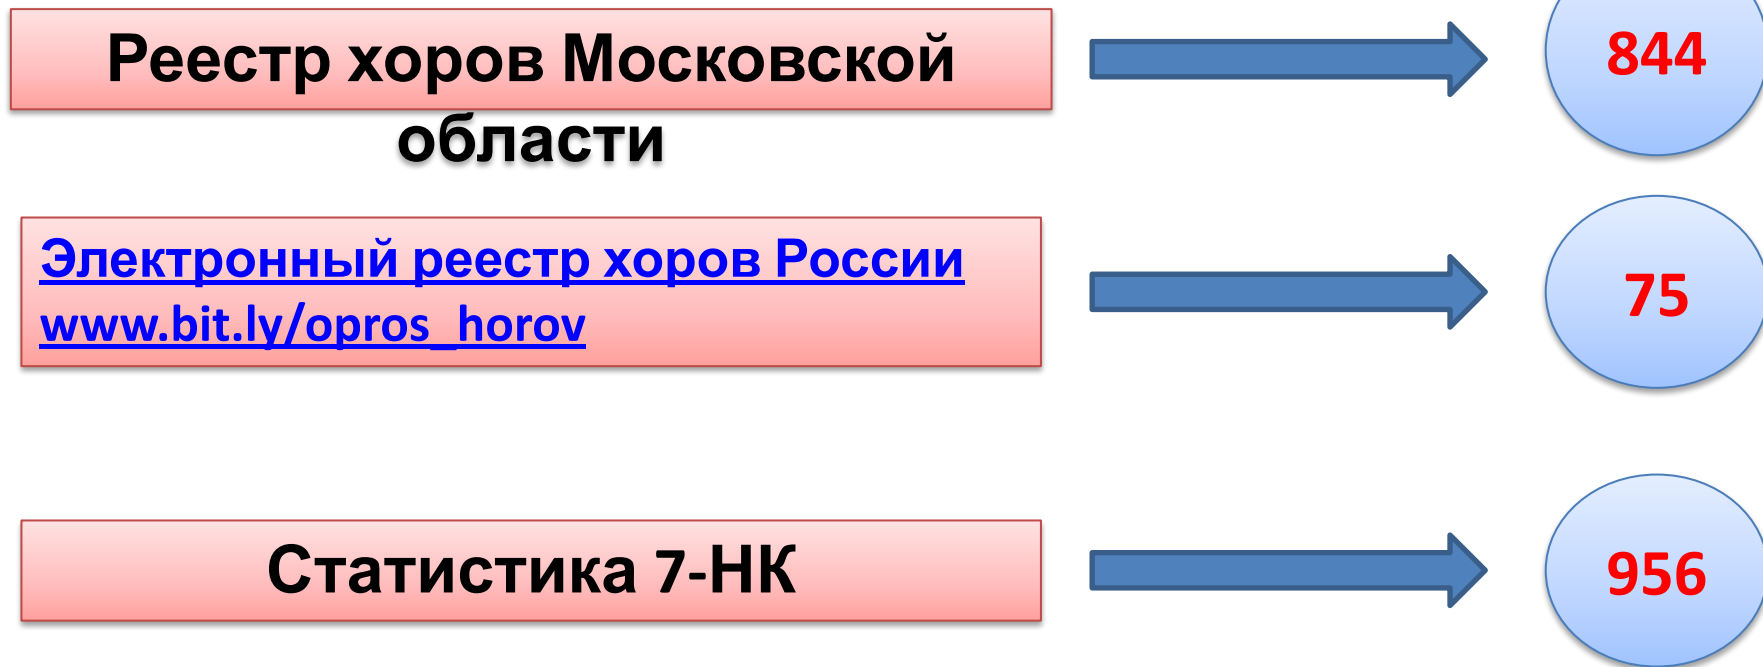 Реестр хоров Московской
области
844
Электронный реестр хоров России
www.bit.ly/opros_horov
75
Статистика 7-НК
956